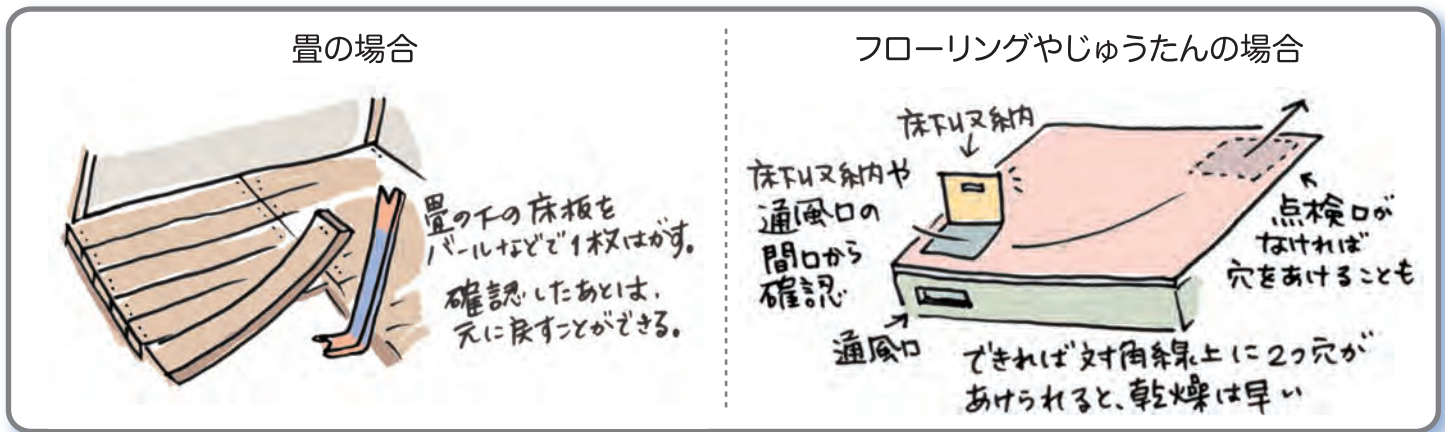 畳の場合
畳の下の床板を
バールなどで1枚はがす。
確認したあとは、
元に戻すことができる。
フローリングやじゅうたんの場合
床下収納
床下収納や
通風口の
間口から
確認
通風口
点検口が
なければ
穴をあけることも
できれば対角線上に2つ穴が
あけられると、乾燥は早い